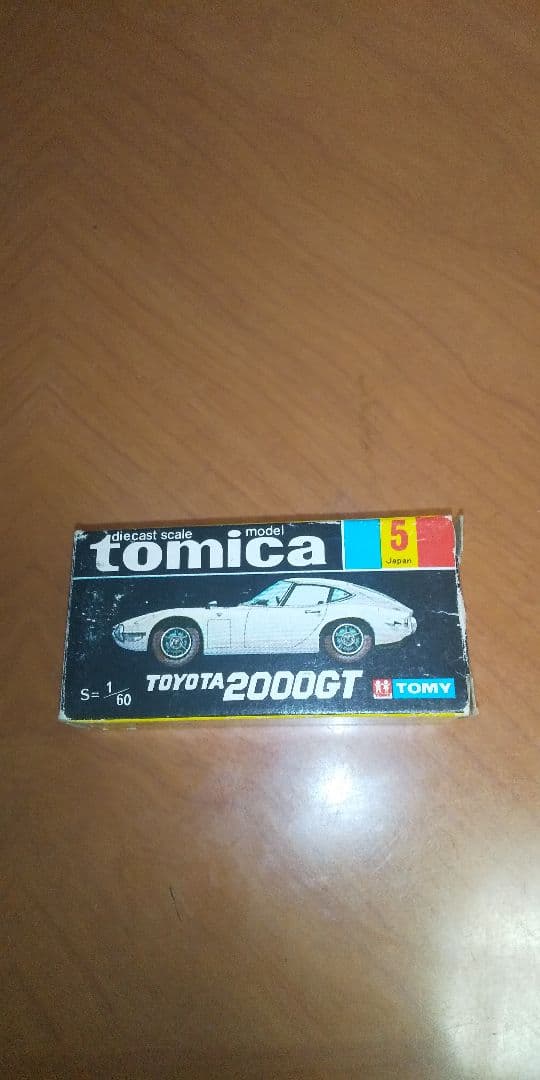 diecast scale model
tomica
5
Japan
TOYOTA 2000GT
S= 1/60
TOMY